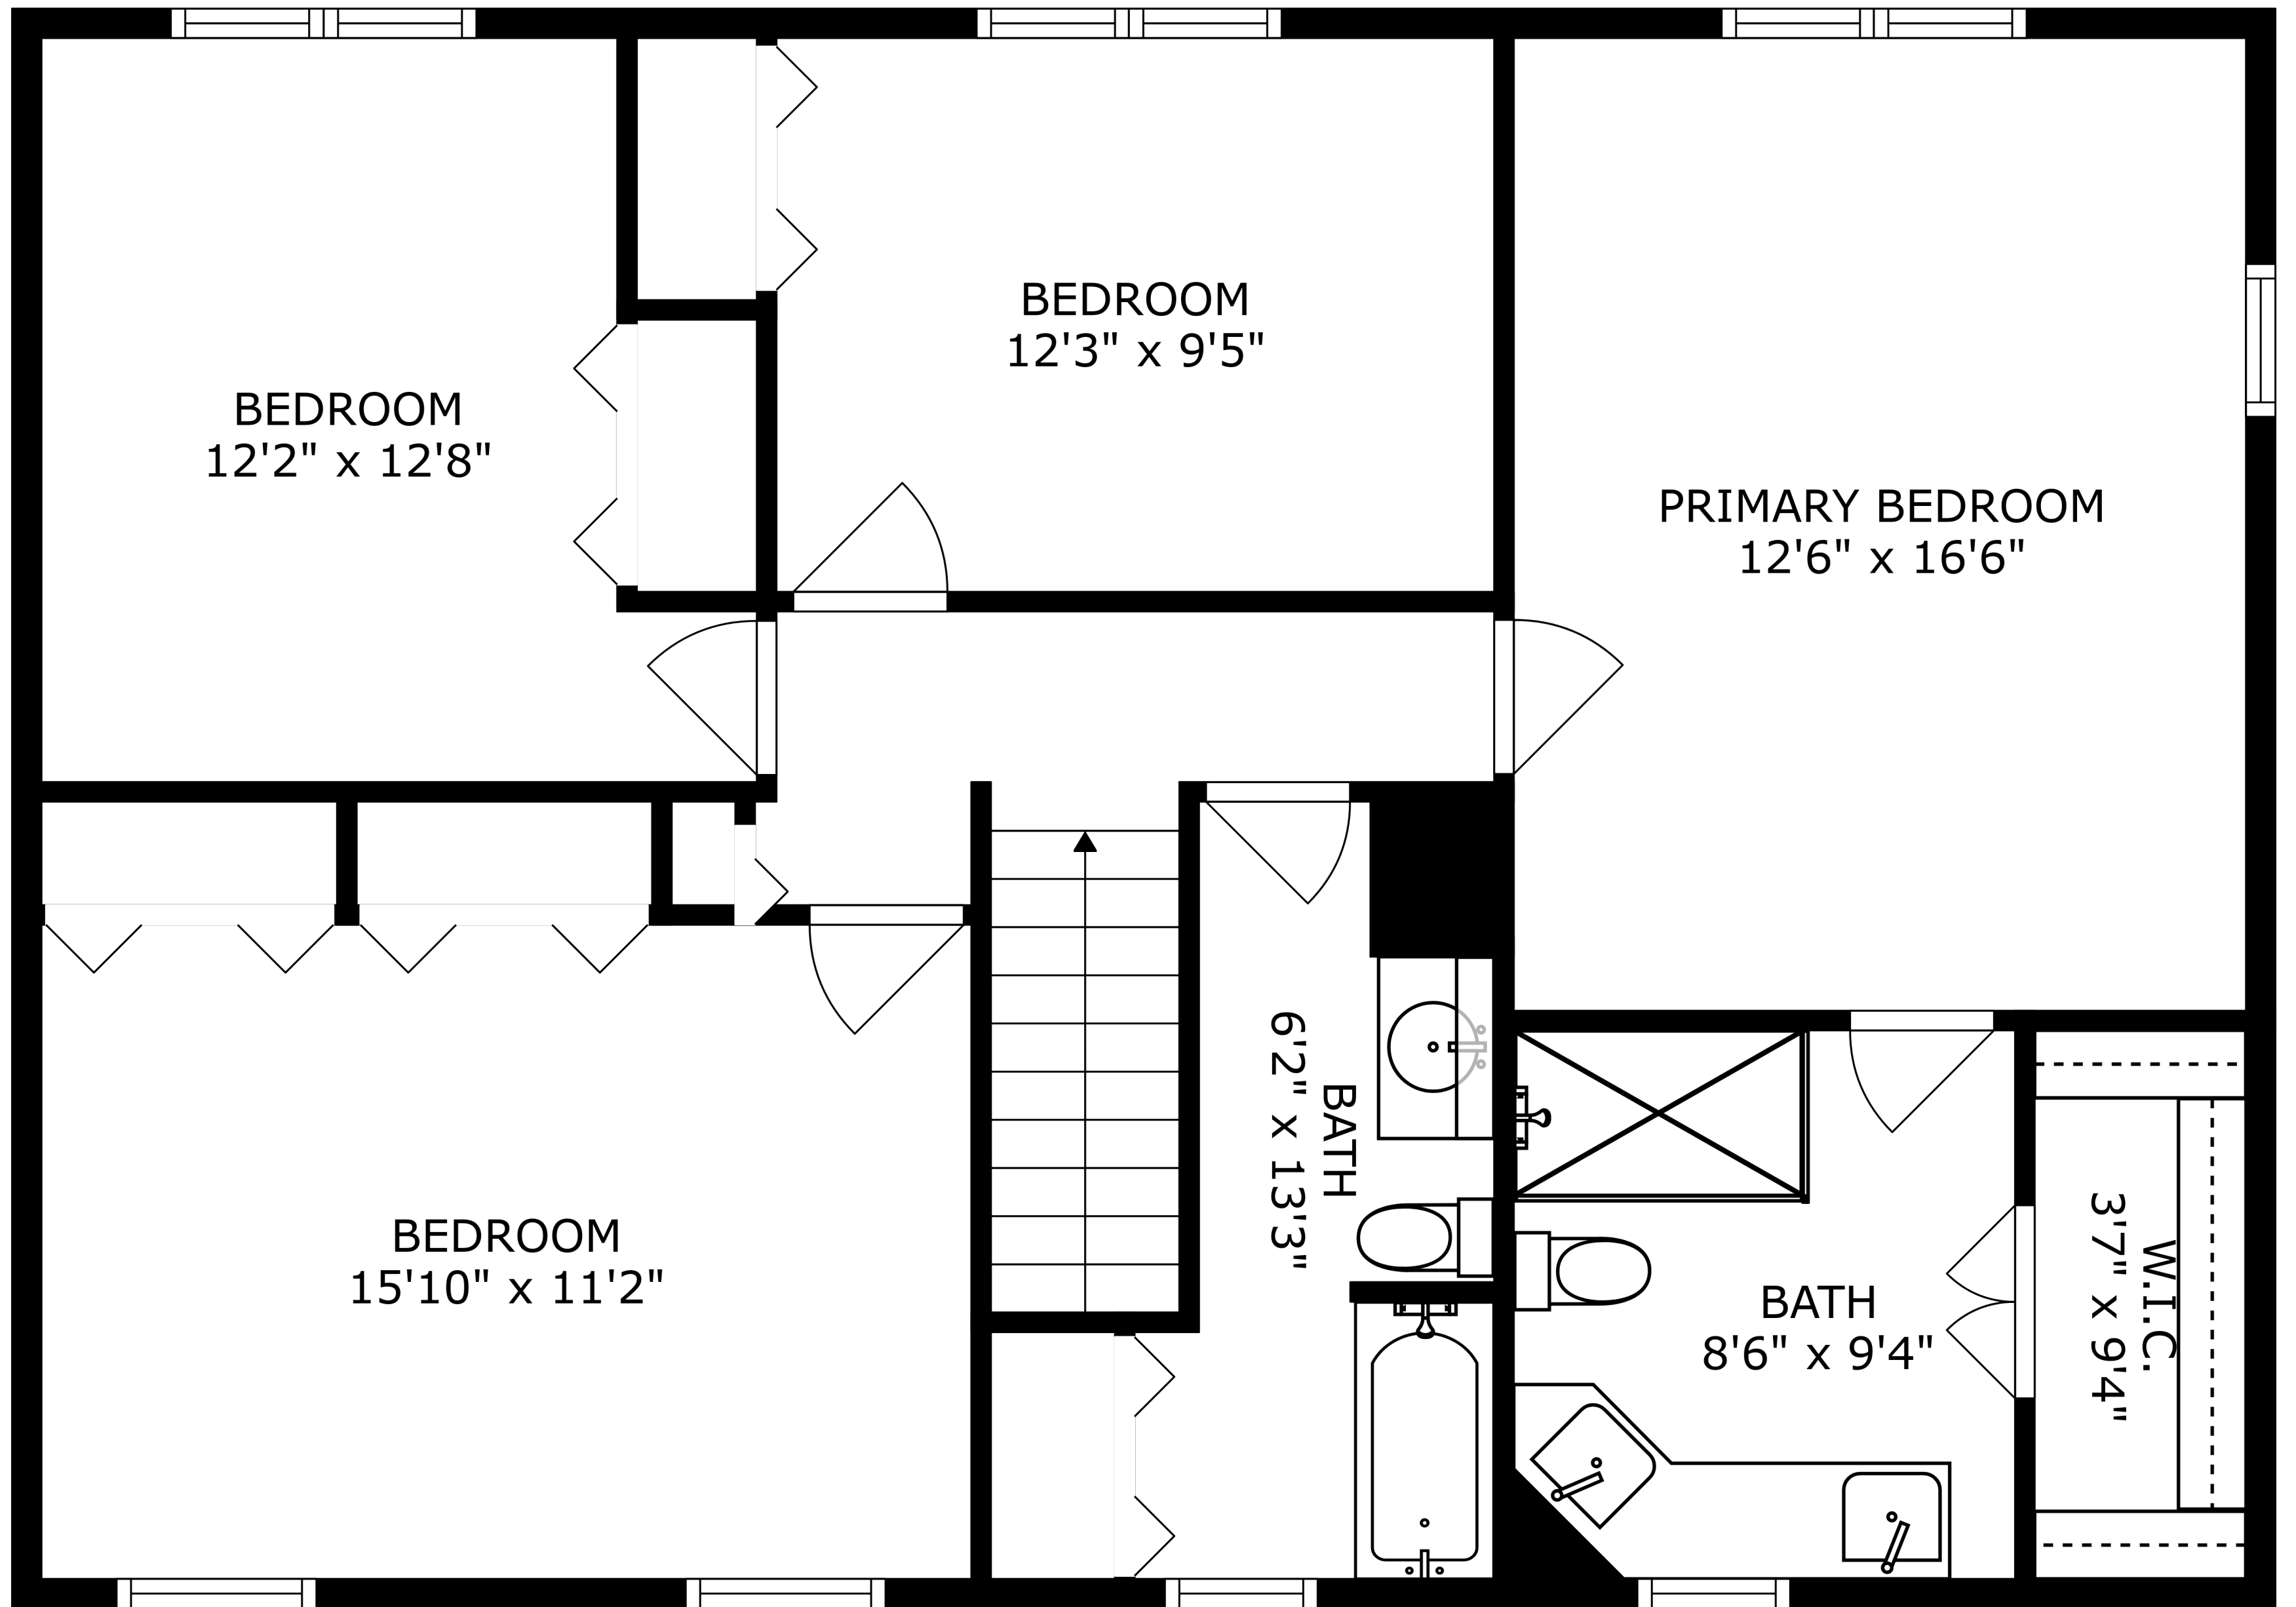 BEDROOM
12'3" x 9'5"
BEDROOM
12'2" x 12'8"
PRIMARY BEDROOM
12'6" x 16'6"
BATH
6'2" x 13'3"
BEDROOM
15'10" x 11'2"
BATH
8'6" x 9'4"
W.I.C.
3'7" x 9'4"